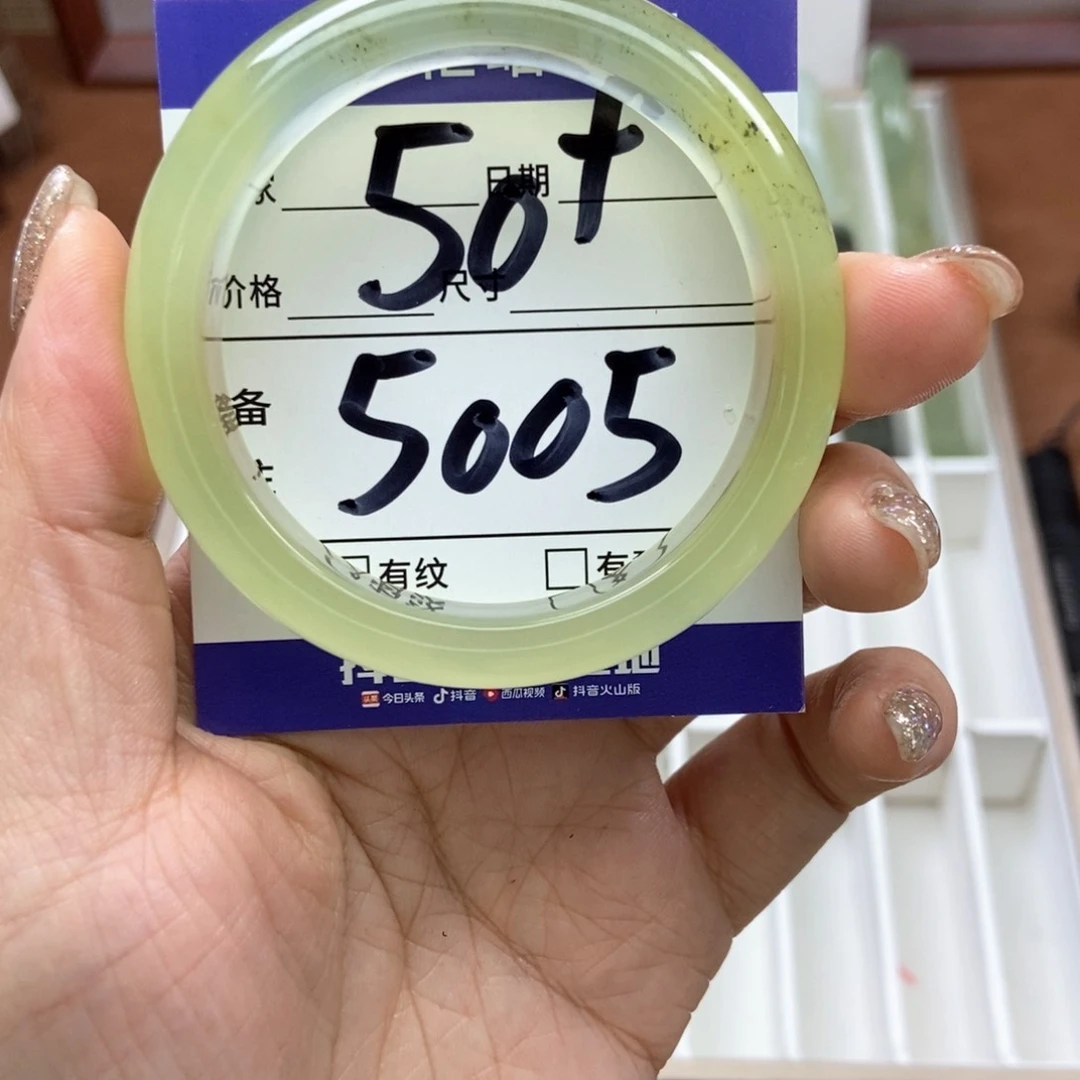 日期
50+
价格 尺寸
备
5005
有纹 有
今日头条 抖音 西瓜视频 抖音火山版